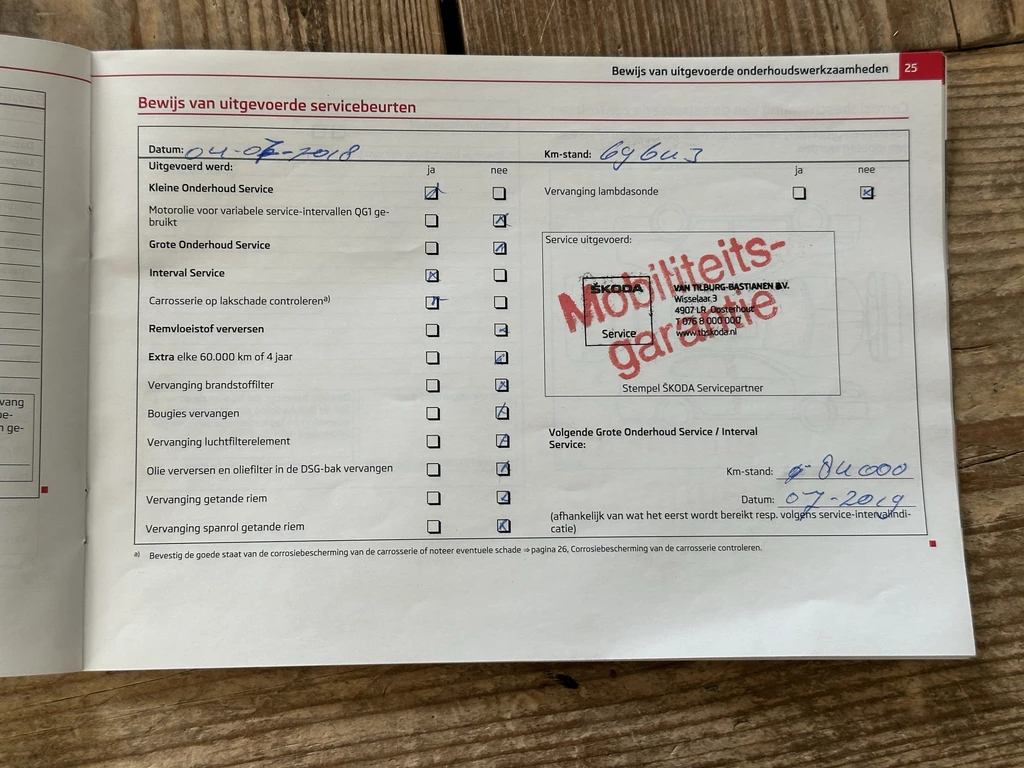 Bewijs van uitgevoerde onderhoudswerkzaamheden 25
Bewijs van uitgevoerde servicebeurten
Datum: 04-07-2018 Km-stand: 69643
Uitgevoerd werd: ja nee ja nee
Kleine Onderhoud Service
Vervanging lambdasonde
Motorolie voor variabele service-intervallen QG1 ge-
bruikt
Grote Onderhoud Service
Interval Service
Carrosserie op lakschade controleren a)
Remvloeistof verversen
Extra elke 60.000 km of 4 jaar
Vervanging brandstoffilter
Bougies vervangen
Vervanging luchtfilterelement
Olie verversen en oliefilter in de DSG-bak vervangen
Vervanging getande riem
Vervanging spanrol getande riem
Service uitgevoerd:
Mobiliteits-
garantie
ŠKODA
Service
VAN TILBURG-BASTIANEN B.V.
Wisselaar 3
4907 LR Oosterhout
T 076 8 000 000
www.tbskoda.nl
Stempel ŠKODA Servicepartner
Volgende Grote Onderhoud Service / Interval
Service:
Km-stand: 84000
Datum: 07-2019
(afhankelijk van wat het eerst wordt bereikt resp. volgens service-intervalindi-
catie)
a) Bevestig de goede staat van de corrosiebescherming van de carrosserie of noteer eventuele schade ⇒ pagina 26, Corrosiebescherming van de carrosserie controleren.